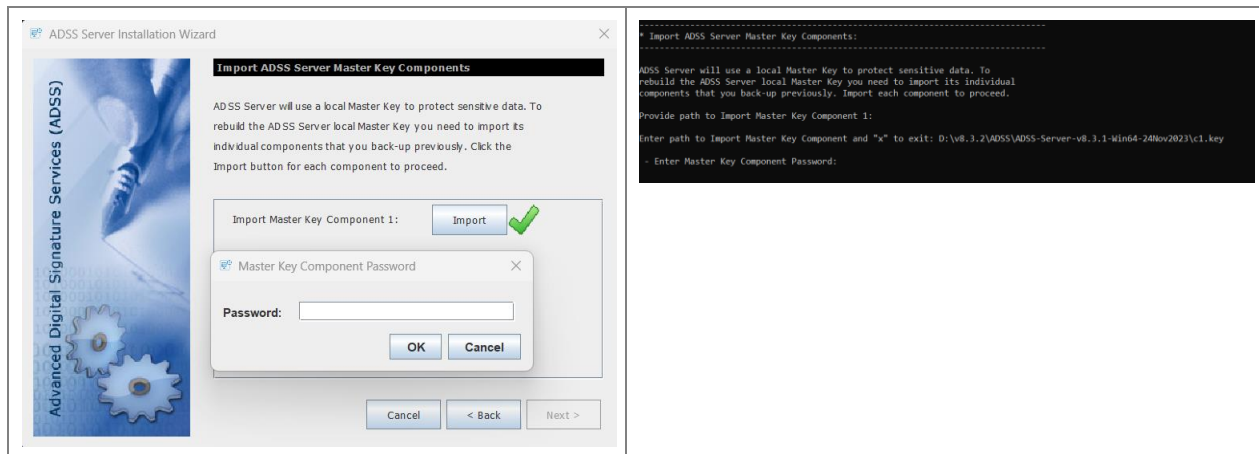 ADSS Server Installation Wizard
Advanced Digital Signature Services (ADSS)
Import ADSS Server Master Key Components
ADSS Server will use a local Master Key to protect sensitive data. To
rebuild the ADSS Server local Master Key you need to import its
individual components that you back-up previously. Click the
Import button for each component to proceed.
Import Master Key Component 1:
Import
Master Key Component Password
Password:
OK
Cancel
Cancel
< Back
Next >
* Import ADSS Server Master Key Components:
ADSS Server will use a local Master Key to protect sensitive data. To
rebuild the ADSS Server local Master Key you need to import its individual
components that you back-up previously. Import each component to proceed.
Provide path to Import Master Key Component 1:
Enter path to Import Master Key Component and "x" to exit: D:\v8.3.2\ADSS\ADSS-Server-v8.3.1-Win64-24Nov2023\c1.key
- Enter Master Key Component Password: